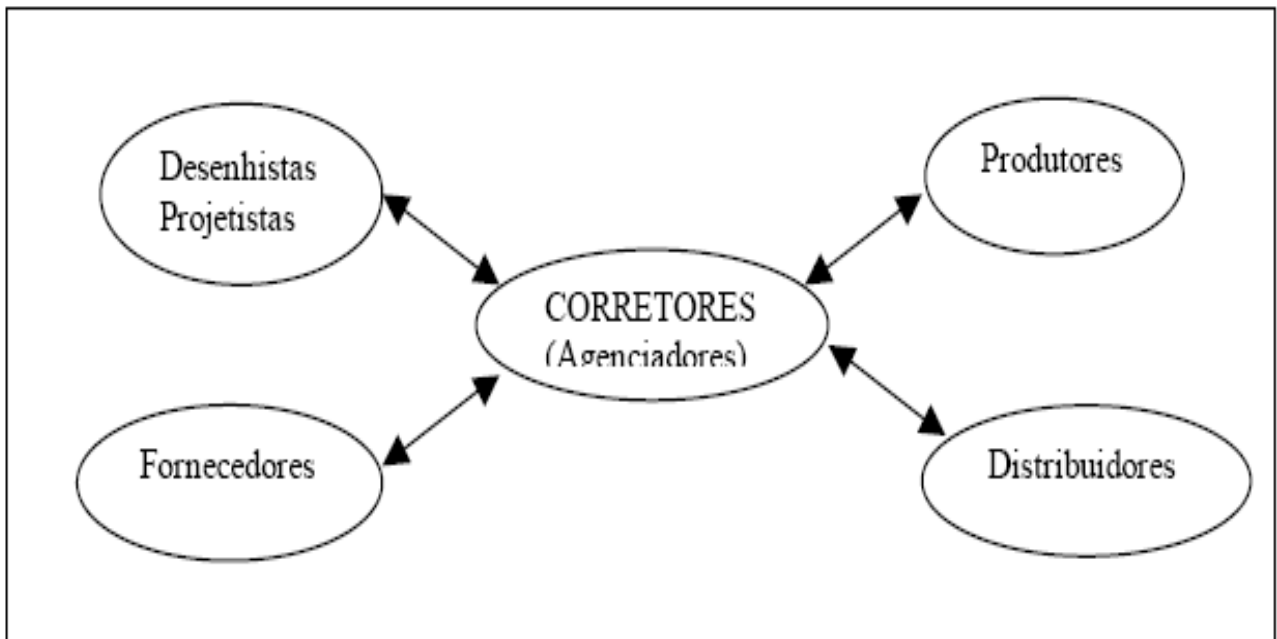 Desenhistas
Projetistas
Produtores
CORRETORES
(Agenciadores)
Fornecedores
Distribuidores